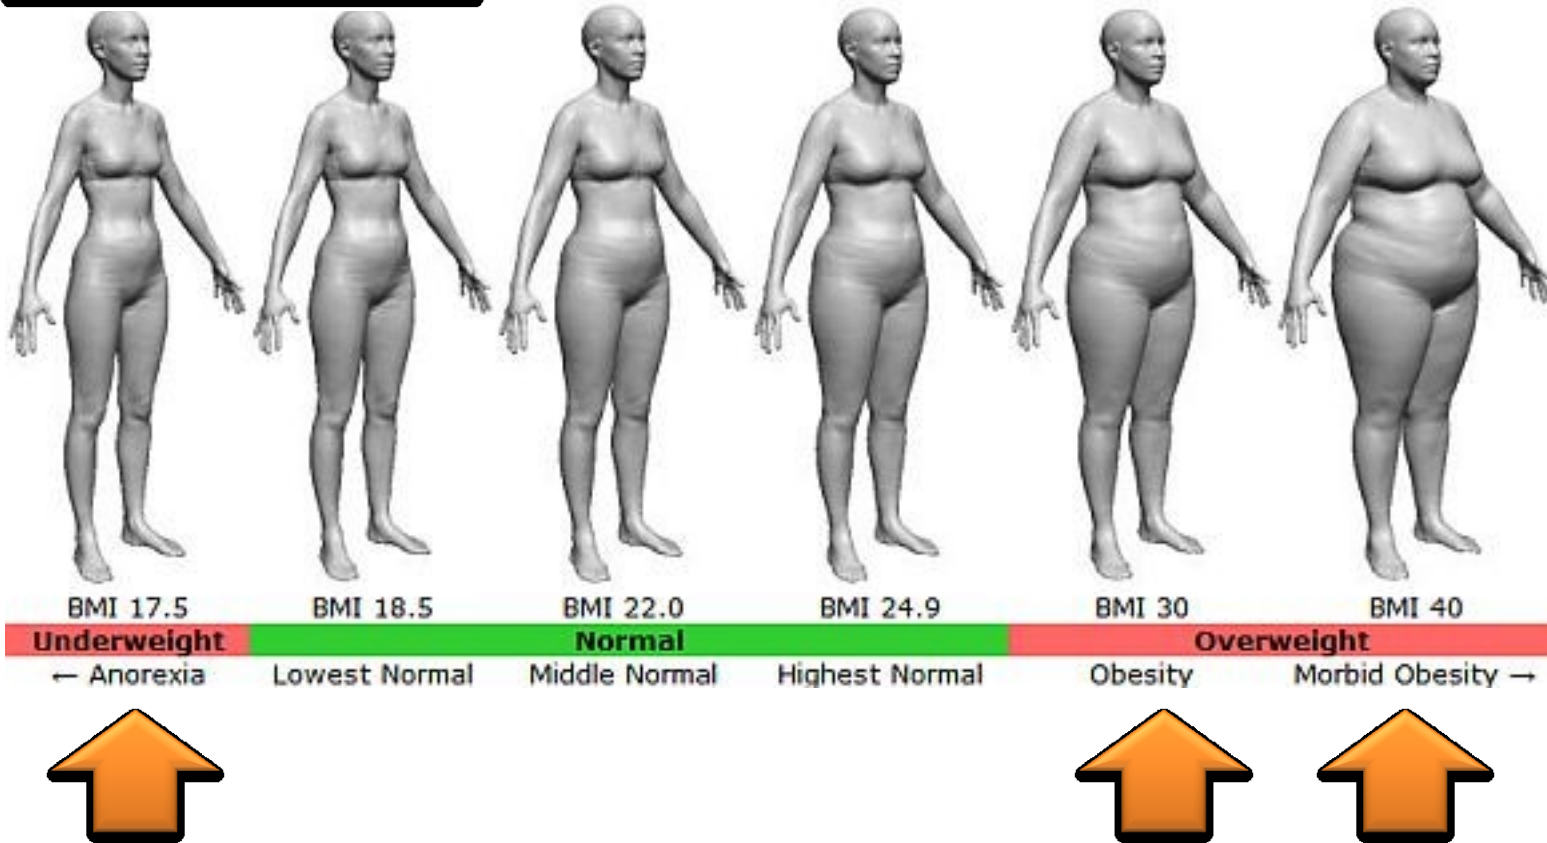 BMI 17.5 BMI 18.5 BMI 22.0 BMI 24.9 BMI 30 BMI 40
Underweight Normal Overweight
← Anorexia Lowest Normal Middle Normal Highest Normal Obesity Morbid Obesity →